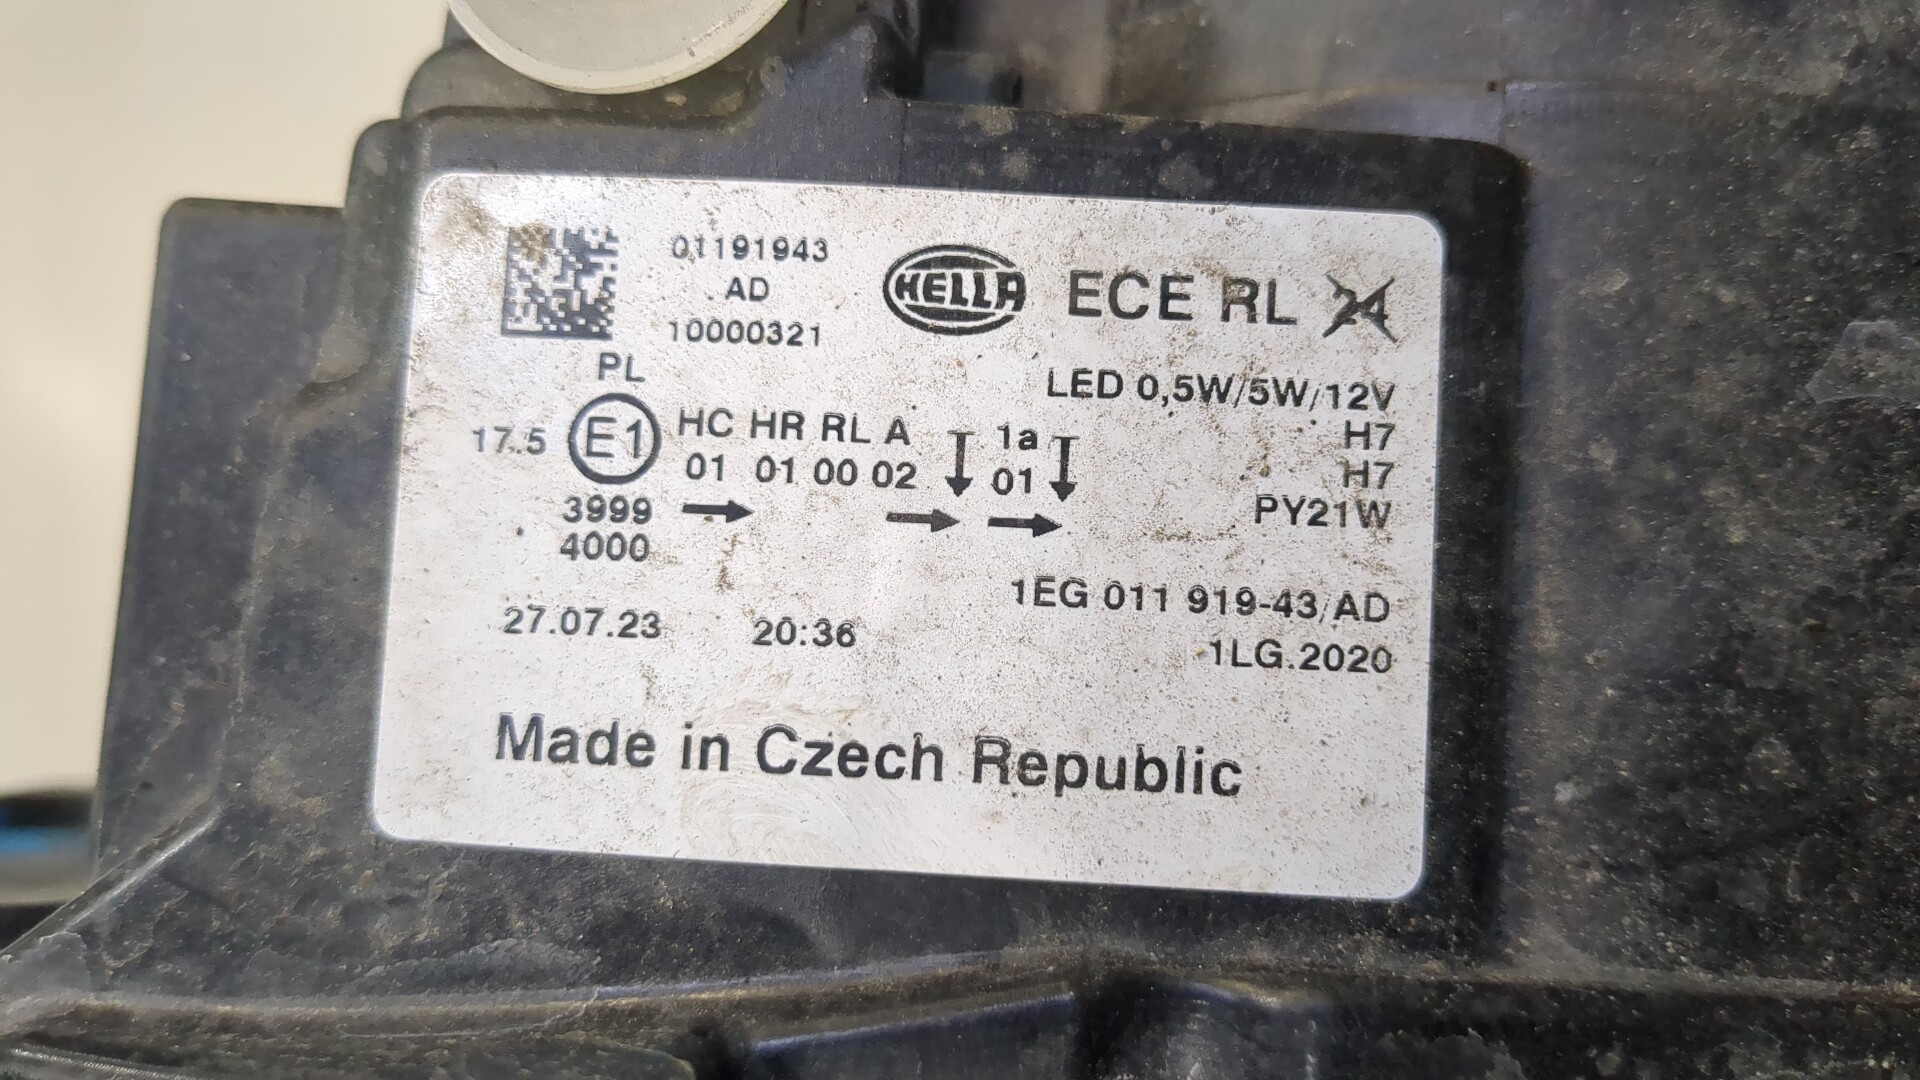 01191943
AD
10000321
HELLA ECE RL 24
PL
LED 0,5W/5W/12V
17.5 E1 HC HR RL A 1a H7
01 01 00 02 01 H7
3999 PY21W
4000
1EG 011 919-43/AD
27.07.23 20:36
1LG.2020
Made in Czech Republic